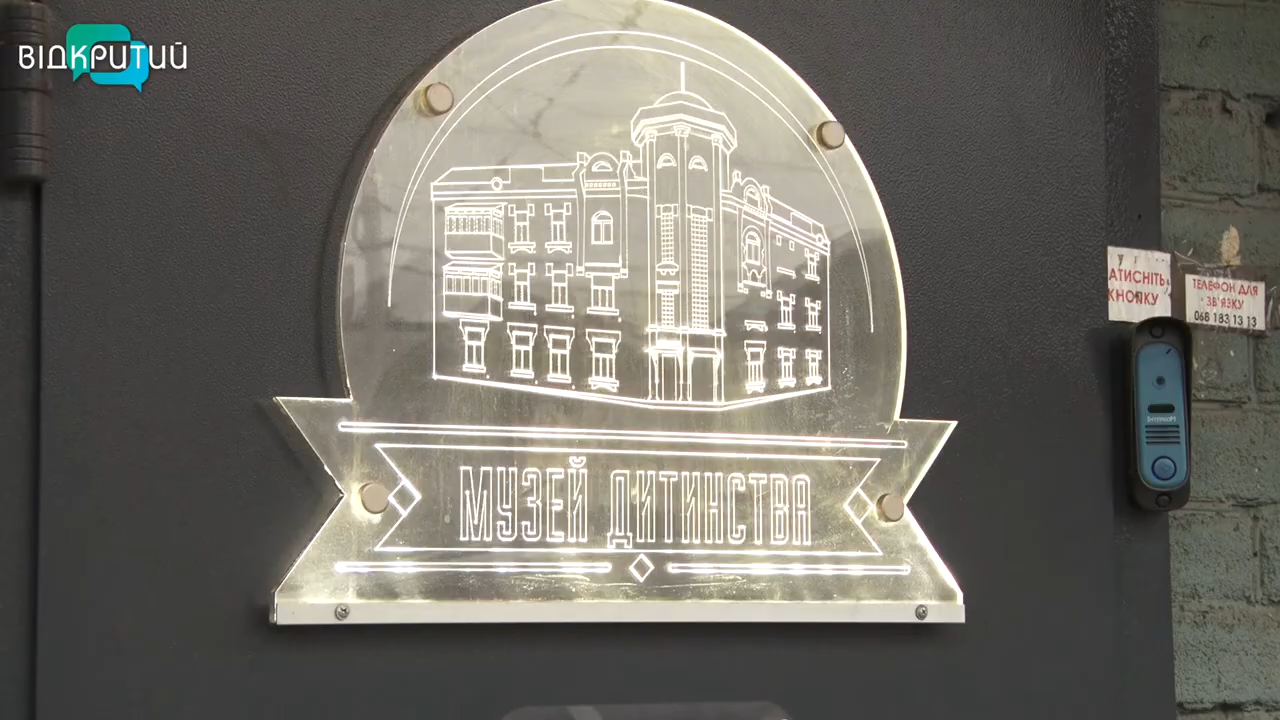 ВІДКРИТИЙ
МУЗЕЙ ДИТИНСТВА
АТИСНІТЬ
КНОПКУ
ТЕЛЕФОН ДЛЯ
ЗВ'ЯЗКУ
068 183 13 13